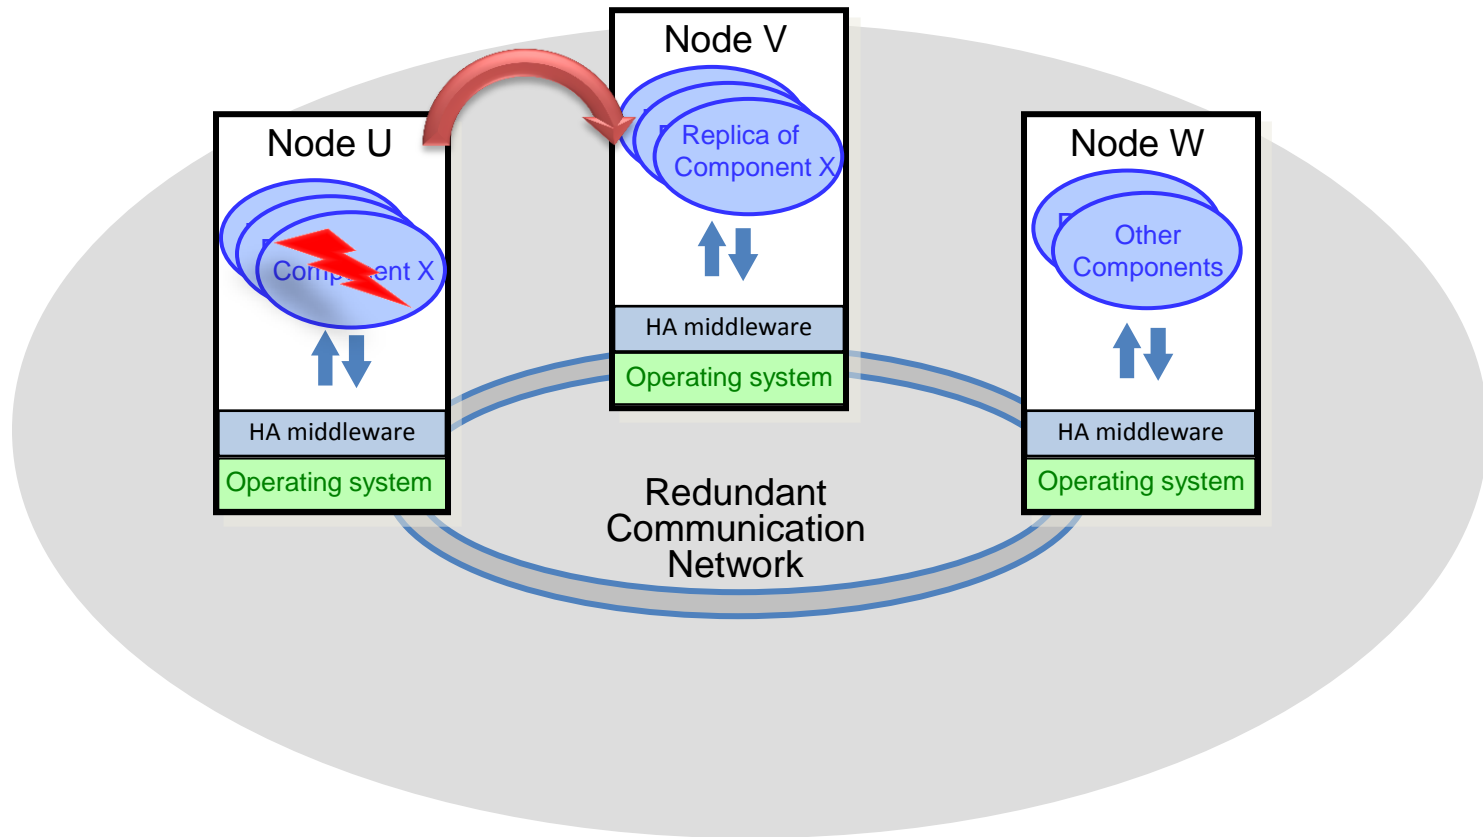 Node V
Replica of
Component X
HA middleware
Operating system
Node U
Component X
HA middleware
Operating system
Node W
Other
Components
HA middleware
Operating system
Redundant
Communication
Network